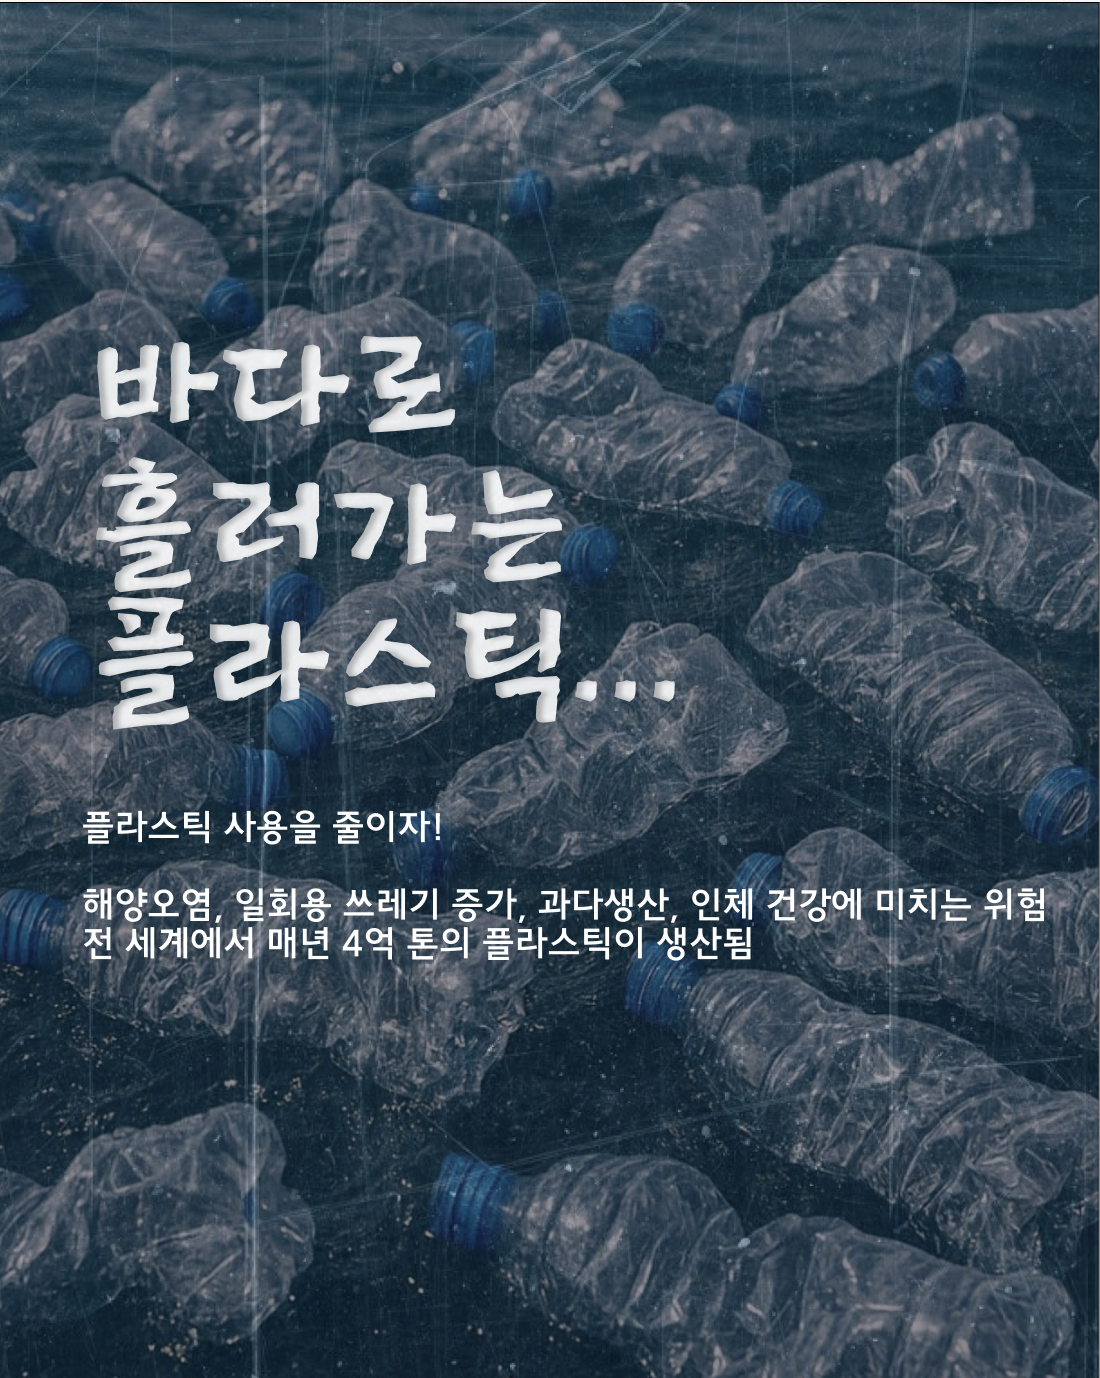 바다로
흘러가는
플라스틱...
플라스틱 사용을 줄이자!
해양오염, 일회용 쓰레기 증가, 과다생산, 인체 건강에 미치는 위험
전 세계에서 매년 4억 톤의 플라스틱이 생산됨